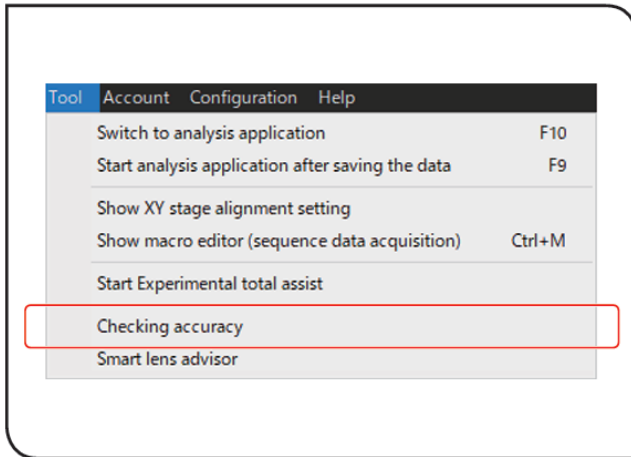 Tool Account Configuration Help
Switch to analysis application F10
Start analysis application after saving the data F9
Show XY stage alignment setting
Show macro editor (sequence data acquisition) Ctrl+M
Start Experimental total assist
Checking accuracy
Smart lens advisor